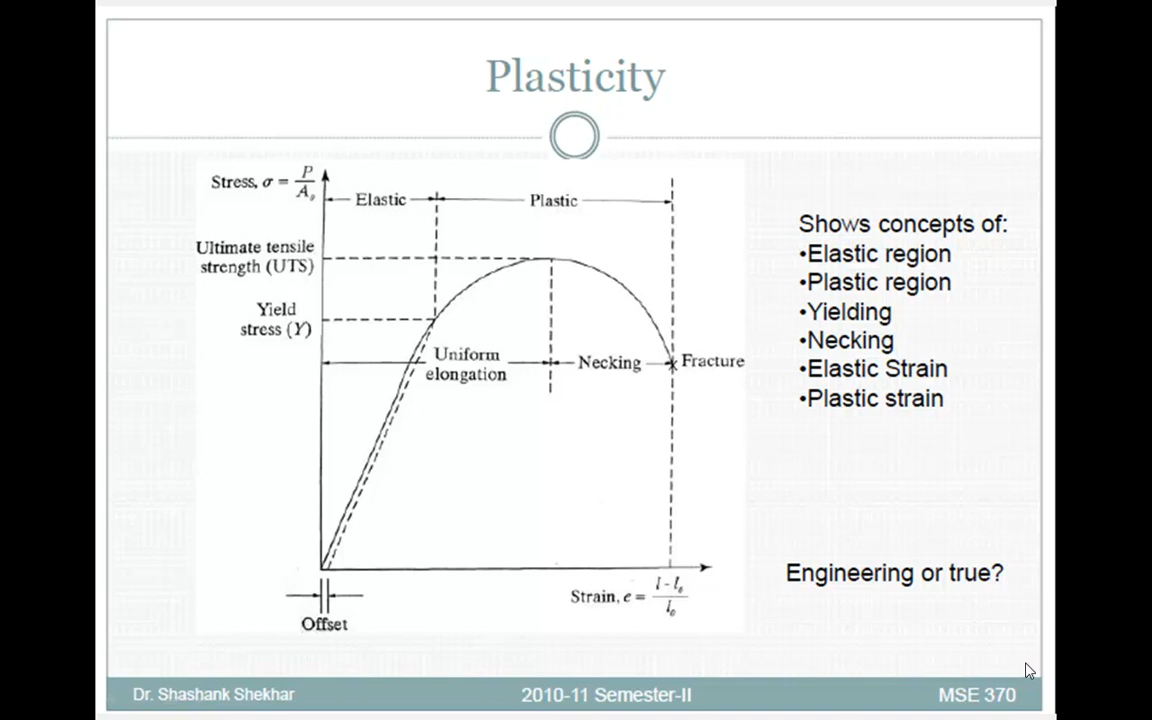 Plasticity
Stress, σ = P
A₀
Elastic
Plastic
Ultimate tensile
strength (UTS)
Yield
stress (Y)
Uniform
elongation
Necking
Fracture
Strain, e = l - l₀
l₀
Offset
Shows concepts of:
•Elastic region
•Plastic region
•Yielding
•Necking
•Elastic Strain
•Plastic strain
Engineering or true?
Dr. Shashank Shekhar
2010-11 Semester-II
MSE 370